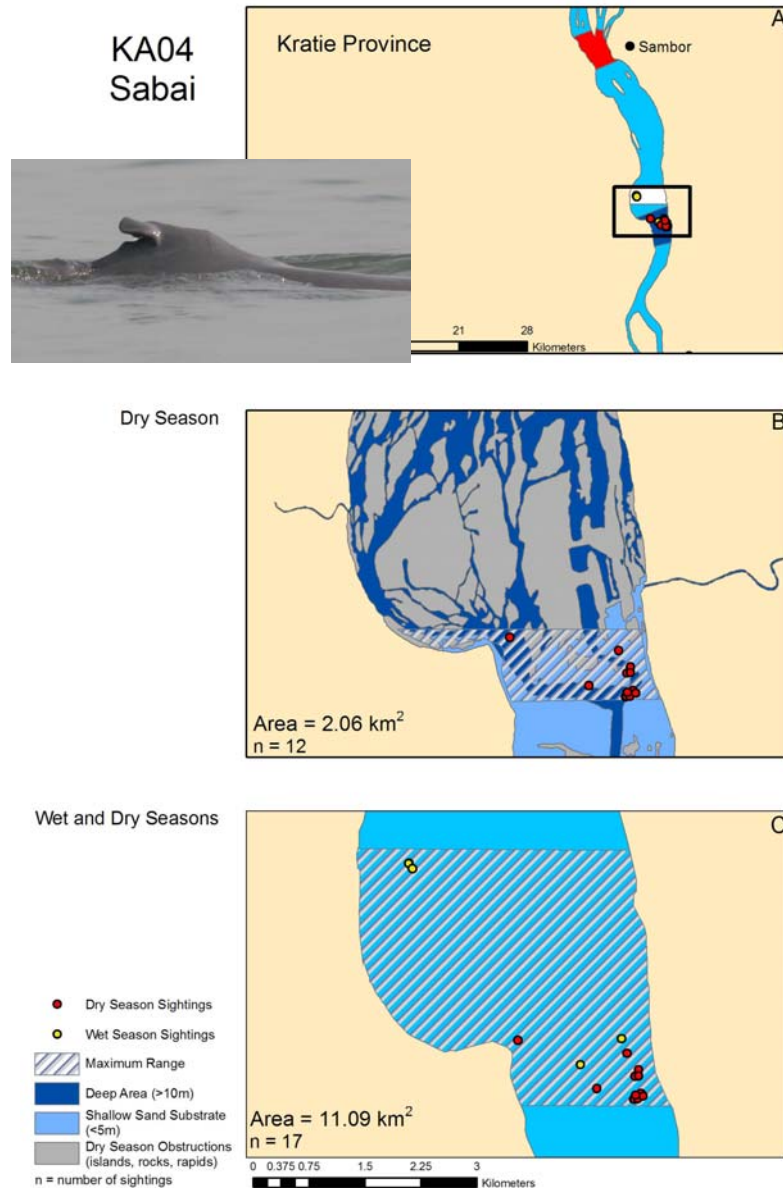 KA04
Sabai
Kratie Province
A
Sambor
21 28
Kilometers
Dry Season
B
Area = 2.06 km²
n = 12
Wet and Dry Seasons
C
Dry Season Sightings
Wet Season Sightings
Maximum Range
Deep Area (>10m)
Shallow Sand Substrate
(<5m)
Dry Season Obstructions
(islands, rocks, rapids)
n = number of sightings
Area = 11.09 km²
n = 17
0 0.375 0.75 1.5 2.25 3
Kilometers